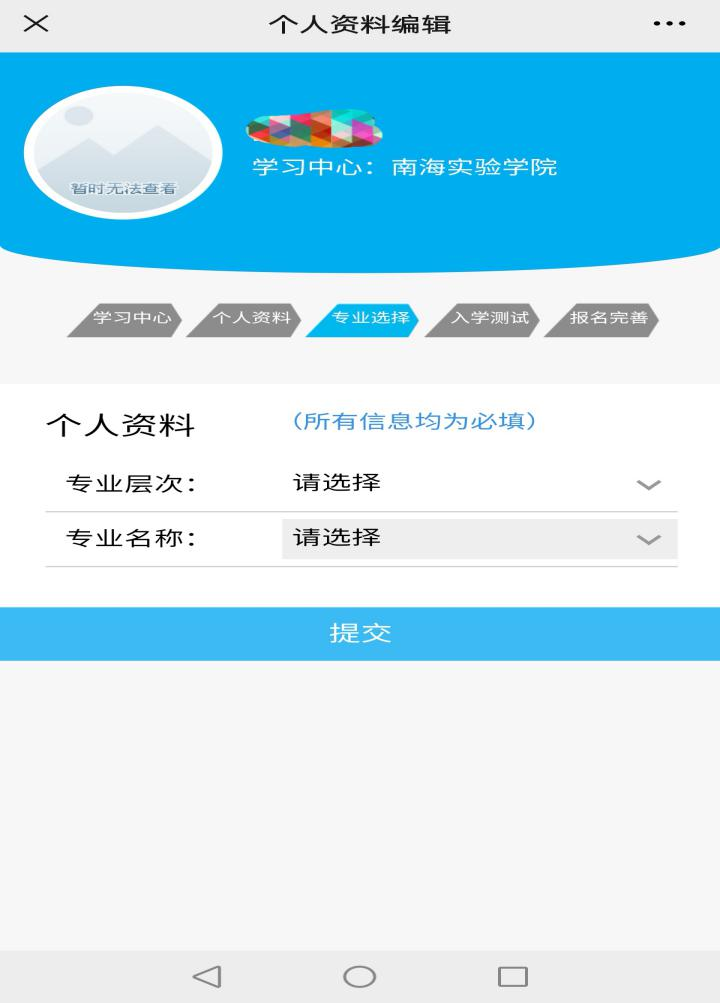 个人资料编辑
暂时无法查看
学习中心：南海实验学院
学习中心 个人资料 专业选择 入学测试 报名完善
个人资料 （所有信息均为必填）
专业层次： 请选择
专业名称： 请选择
提交